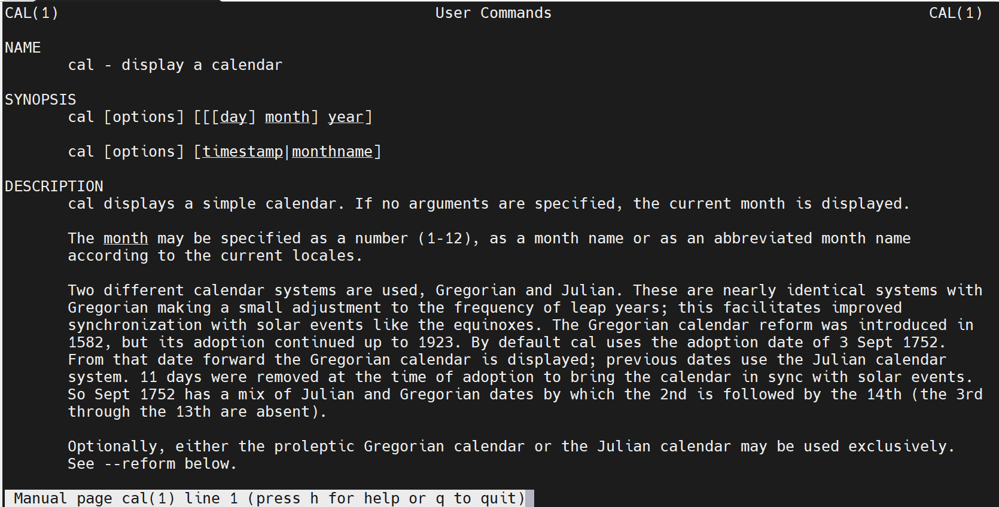 CAL(1) User Commands CAL(1)
NAME
cal - display a calendar
SYNOPSIS
cal [options] [[[day] month] year]
cal [options] [timestamp|monthname]
DESCRIPTION
cal displays a simple calendar. If no arguments are specified, the current month is displayed.
The month may be specified as a number (1-12), as a month name or as an abbreviated month name
according to the current locales.
Two different calendar systems are used, Gregorian and Julian. These are nearly identical systems with
Gregorian making a small adjustment to the frequency of leap years; this facilitates improved
synchronization with solar events like the equinoxes. The Gregorian calendar reform was introduced in
1582, but its adoption continued up to 1923. By default cal uses the adoption date of 3 Sept 1752.
From that date forward the Gregorian calendar is displayed; previous dates use the Julian calendar
system. 11 days were removed at the time of adoption to bring the calendar in sync with solar events.
So Sept 1752 has a mix of Julian and Gregorian dates by which the 2nd is followed by the 14th (the 3rd
through the 13th are absent).
Optionally, either the proleptic Gregorian calendar or the Julian calendar may be used exclusively.
See --reform below.
Manual page cal(1) line 1 (press h for help or q to quit)